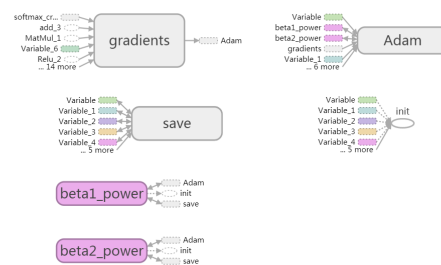 softmax_cr...
add_3
MatMul_1
Variable_6
Relu_2
... 14 more
gradients
Adam
Variable
beta1_power
beta2_power
gradients
Variable_1
... 6 more
Adam
Variable
Variable_1
Variable_2
Variable_3
Variable_4
... 5 more
save
Variable
Variable_1
Variable_2
Variable_3
Variable_4
... 5 more
init
beta1_power
Adam
init
save
beta2_power
Adam
init
save